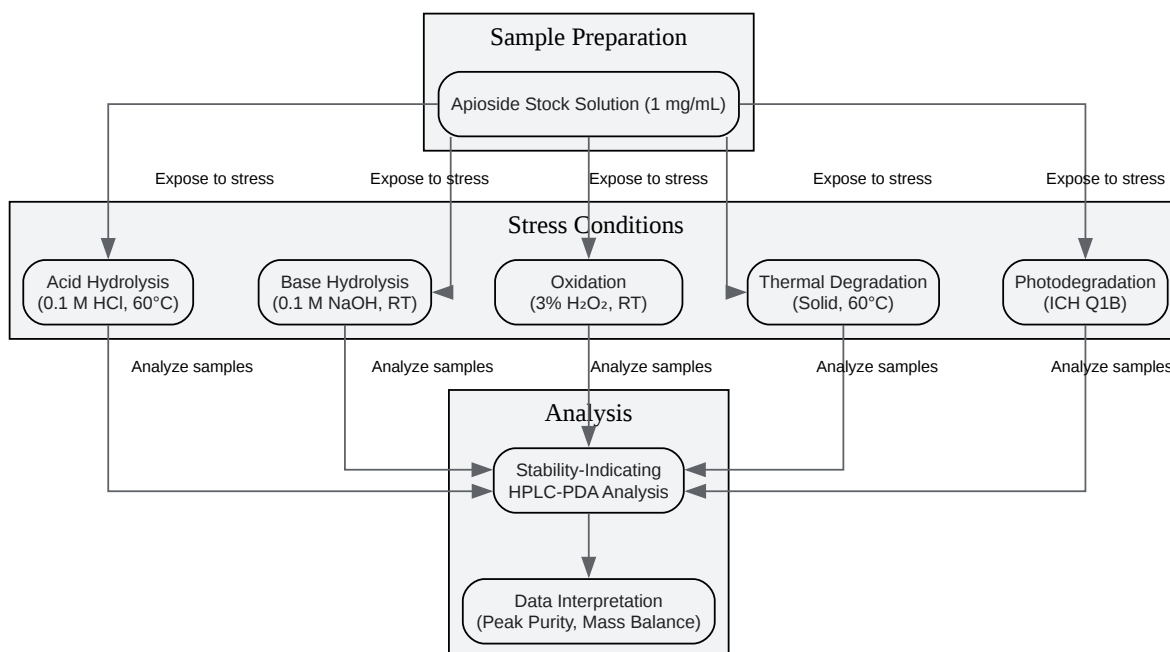 Sample Preparation
Apioside Stock Solution (1 mg/mL)
Expose to stress
Expose to stress
Expose to stress
Expose to stress
Expose to stress
Stress Conditions
Acid Hydrolysis
(0.1 M HCl, 60°C)
Base Hydrolysis
(0.1 M NaOH, RT)
Oxidation
(3% H₂O₂, RT)
Thermal Degradation
(Solid, 60°C)
Photodegradation
(ICH Q1B)
Analyze samples
Analyze samples
Analyze samples
Analyze samples
Analyze samples
Analysis
Stability-Indicating
HPLC-PDA Analysis
Data Interpretation
(Peak Purity, Mass Balance)